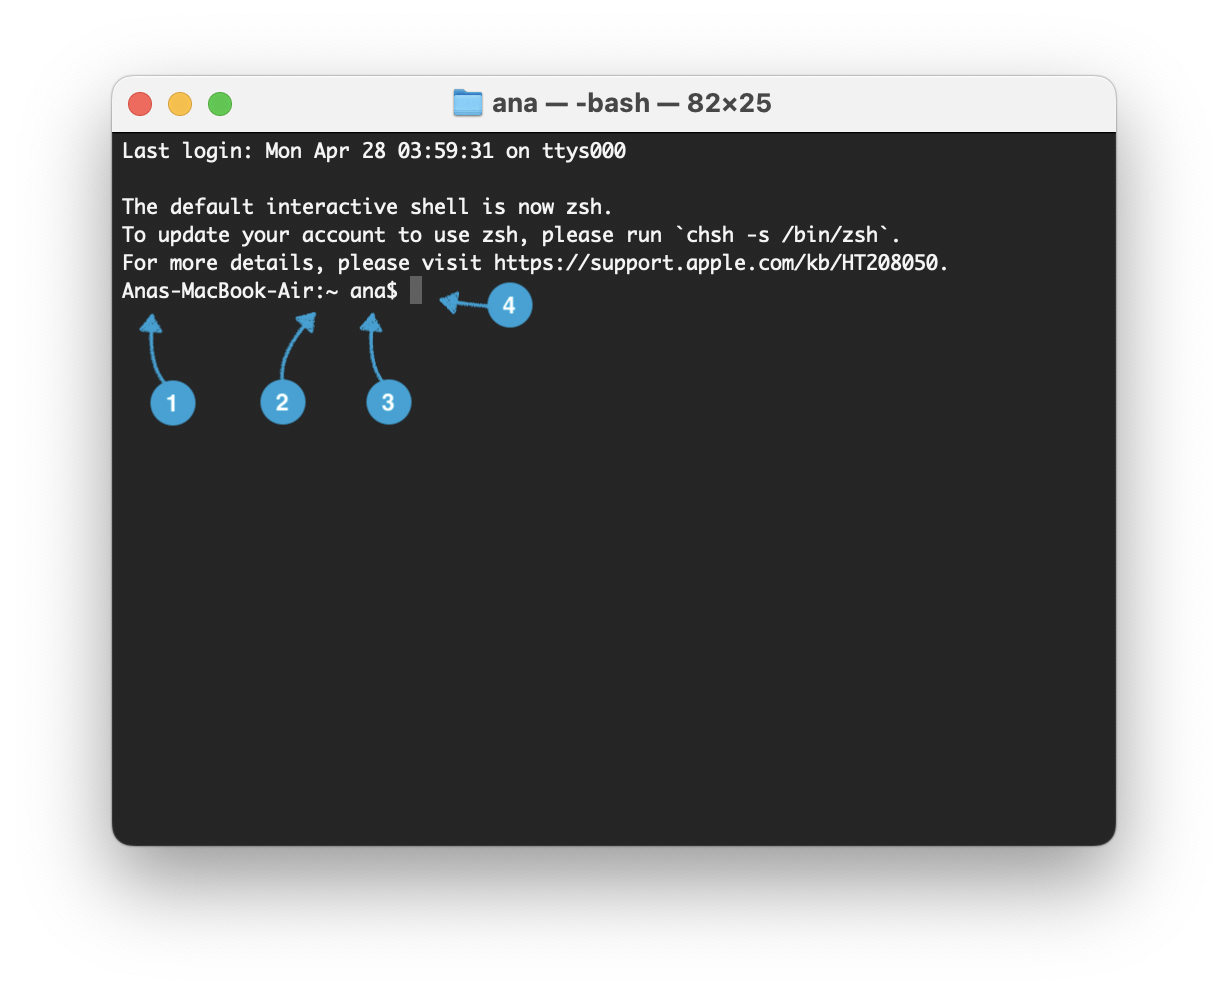 ana — -bash — 82×25
Last login: Mon Apr 28 03:59:31 on ttys000
The default interactive shell is now zsh.
To update your account to use zsh, please run `chsh -s /bin/zsh`.
For more details, please visit https://support.apple.com/kb/HT208050.
Anas-MacBook-Air:~ ana$
4
1 2 3